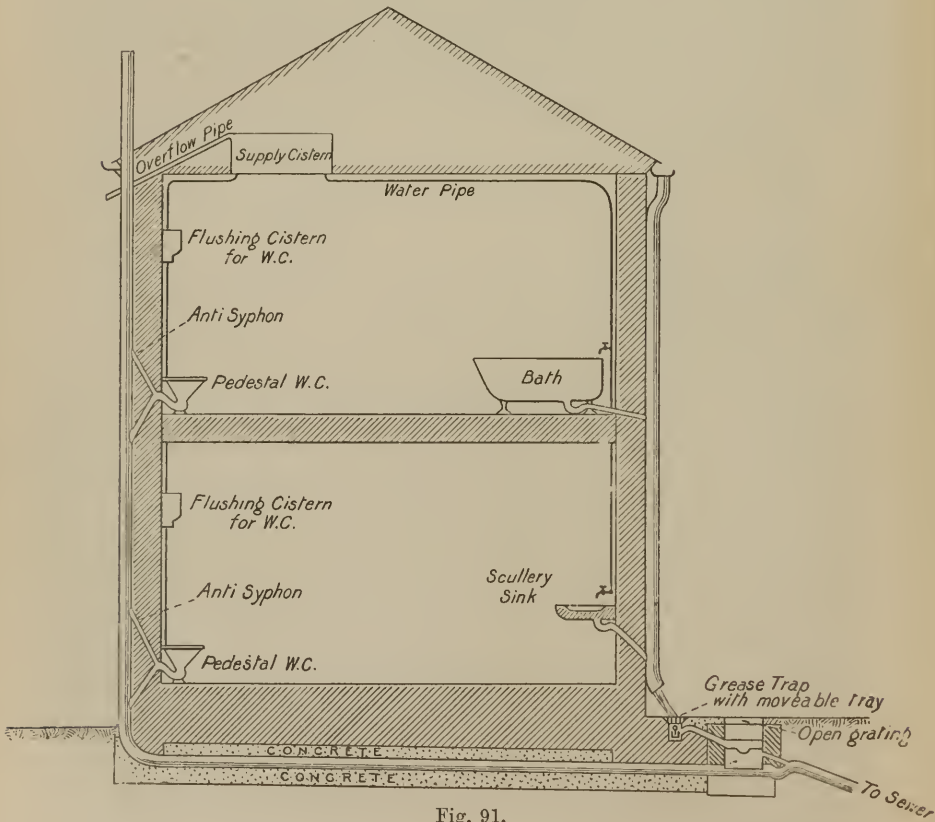 Overflow Pipe
Supply Cistern
Water Pipe
Flushing Cistern
for W.C.
Anti Syphon
Pedestal W.C.
Bath
Flushing Cistern
for W.C.
Anti Syphon
Scullery
Sink
Pedestal W.C.
Grease Trap
with moveable tray
Open grating
CONCRETE
CONCRETE
To Sewer
Fig. 91.